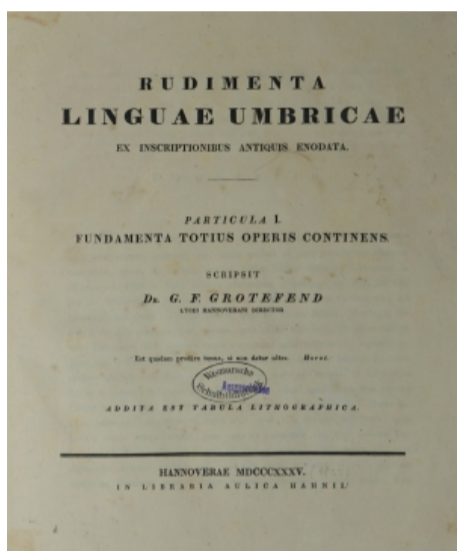 RUDIMENTA
LINGUAE UMBRICAE
EX INSCRIPTIONIBUS ANTIQUIS ENODATA.
PARTICULA I.
FUNDAMENTA TOTIUS OPERIS CONTINENS.
SCRIPSIT
DR. G. F. GROTEFEND
LYCEI HANNOVERANI DIRECTOR
Est quadam prodire tenus, si non datur ultra. Horat.
ADDITA EST TABULA LITHOGRAPHICA.
HANNOVERAE MDCCCXXXV.
IN LIBRARIA AULICA HAHNII.